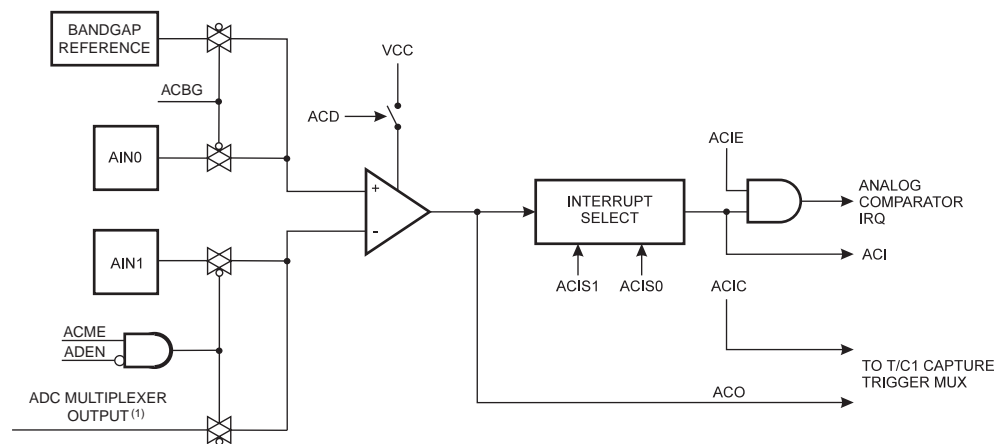 BANDGAP
REFERENCE
VCC
ACBG
ACD
AIN0
ACIE
+
-
INTERRUPT
SELECT
ANALOG
COMPARATOR
IRQ
AIN1
ACI
ACIS1 ACIS0 ACIC
ACME
ADEN
TO T/C1 CAPTURE
TRIGGER MUX
ADC MULTIPLEXER
OUTPUT (1)
ACO